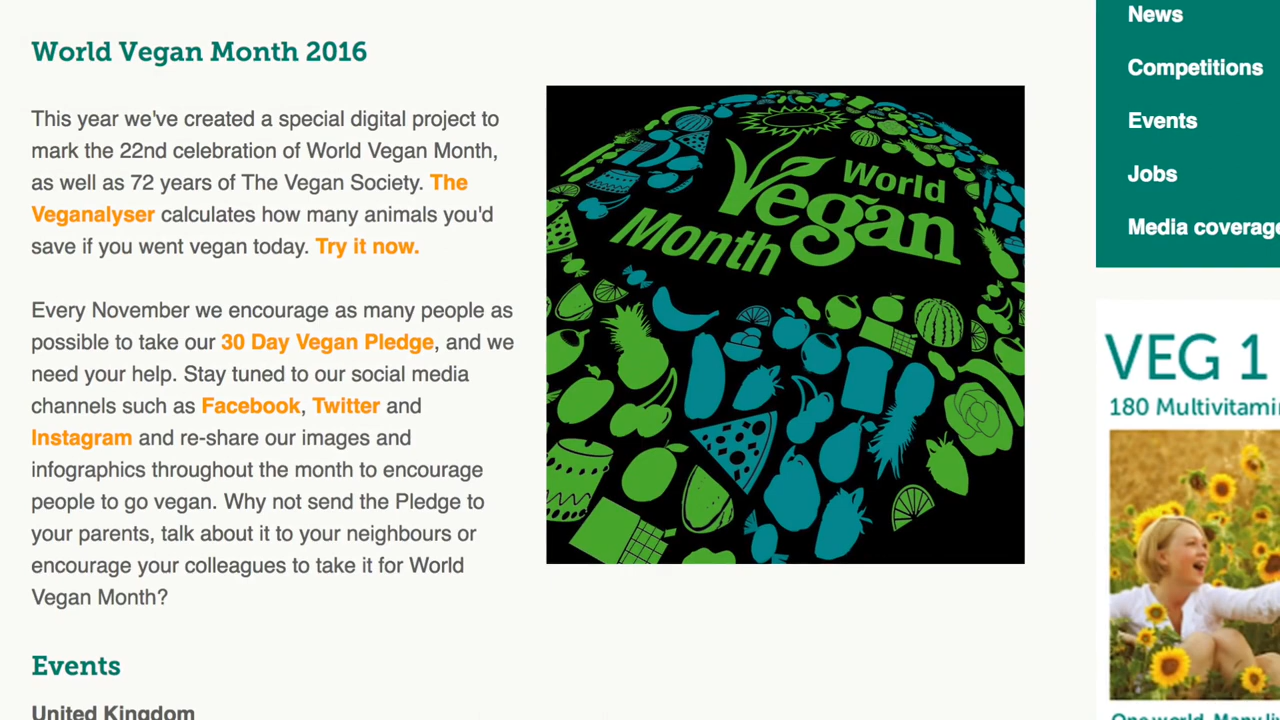 World Vegan Month 2016
This year we've created a special digital project to
mark the 22nd celebration of World Vegan Month,
as well as 72 years of The Vegan Society. The
Veganalyser calculates how many animals you'd
save if you went vegan today. Try it now.
Every November we encourage as many people as
possible to take our 30 Day Vegan Pledge, and we
need your help. Stay tuned to our social media
channels such as Facebook, Twitter and
Instagram and re-share our images and
infographics throughout the month to encourage
people to go vegan. Why not send the Pledge to
your parents, talk about it to your neighbours or
encourage your colleagues to take it for World
Vegan Month?
Events
United Kingdom
World
Vegan
Month
News
Competitions
Events
Jobs
Media coverage
VEG 1
180 Multivitami
One world. Many li